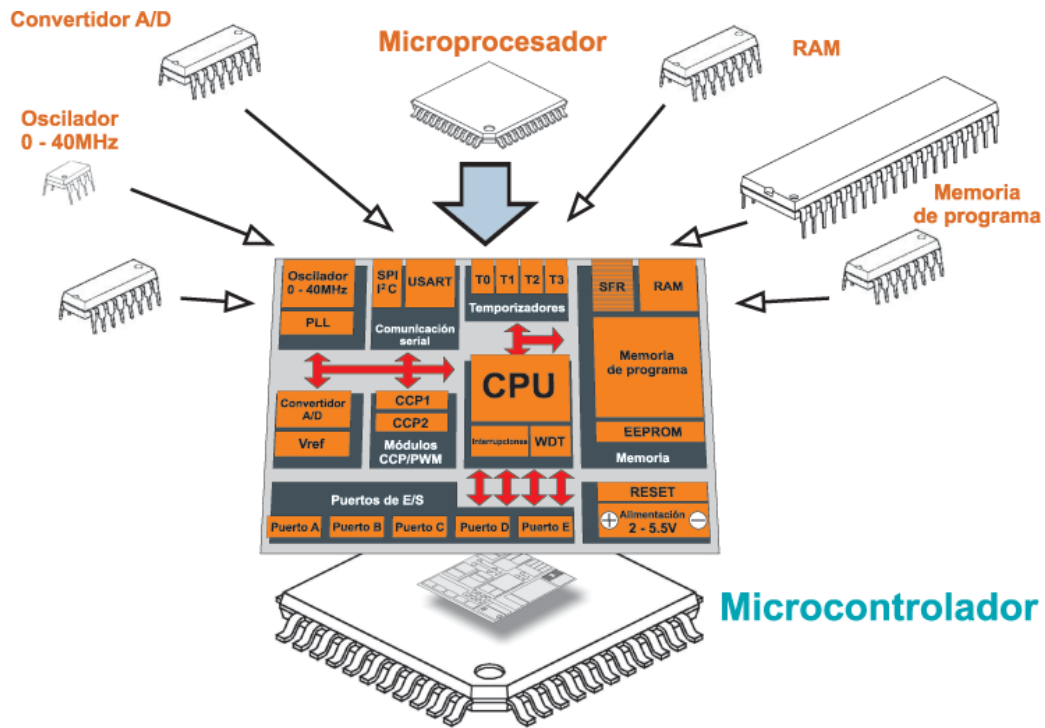 Convertidor A/D
Microprocesador
RAM
Oscilador
0 - 40MHz
Memoria
de programa
Oscilador
0 - 40MHz
PLL
SPI
I²C
USART
Comunicación
serial
T0 T1 T2 T3
Temporizadores
SFR
RAM
Memoria
de programa
EEPROM
Memoria
Convertidor
A/D
Vref
CCP1
CCP2
Módulos
CCP/PWM
CPU
Interrupciones
WDT
Puertos de E/S
Puerto A Puerto B Puerto C Puerto D Puerto E
RESET
+ Alimentación −
2 - 5.5V
Microcontrolador